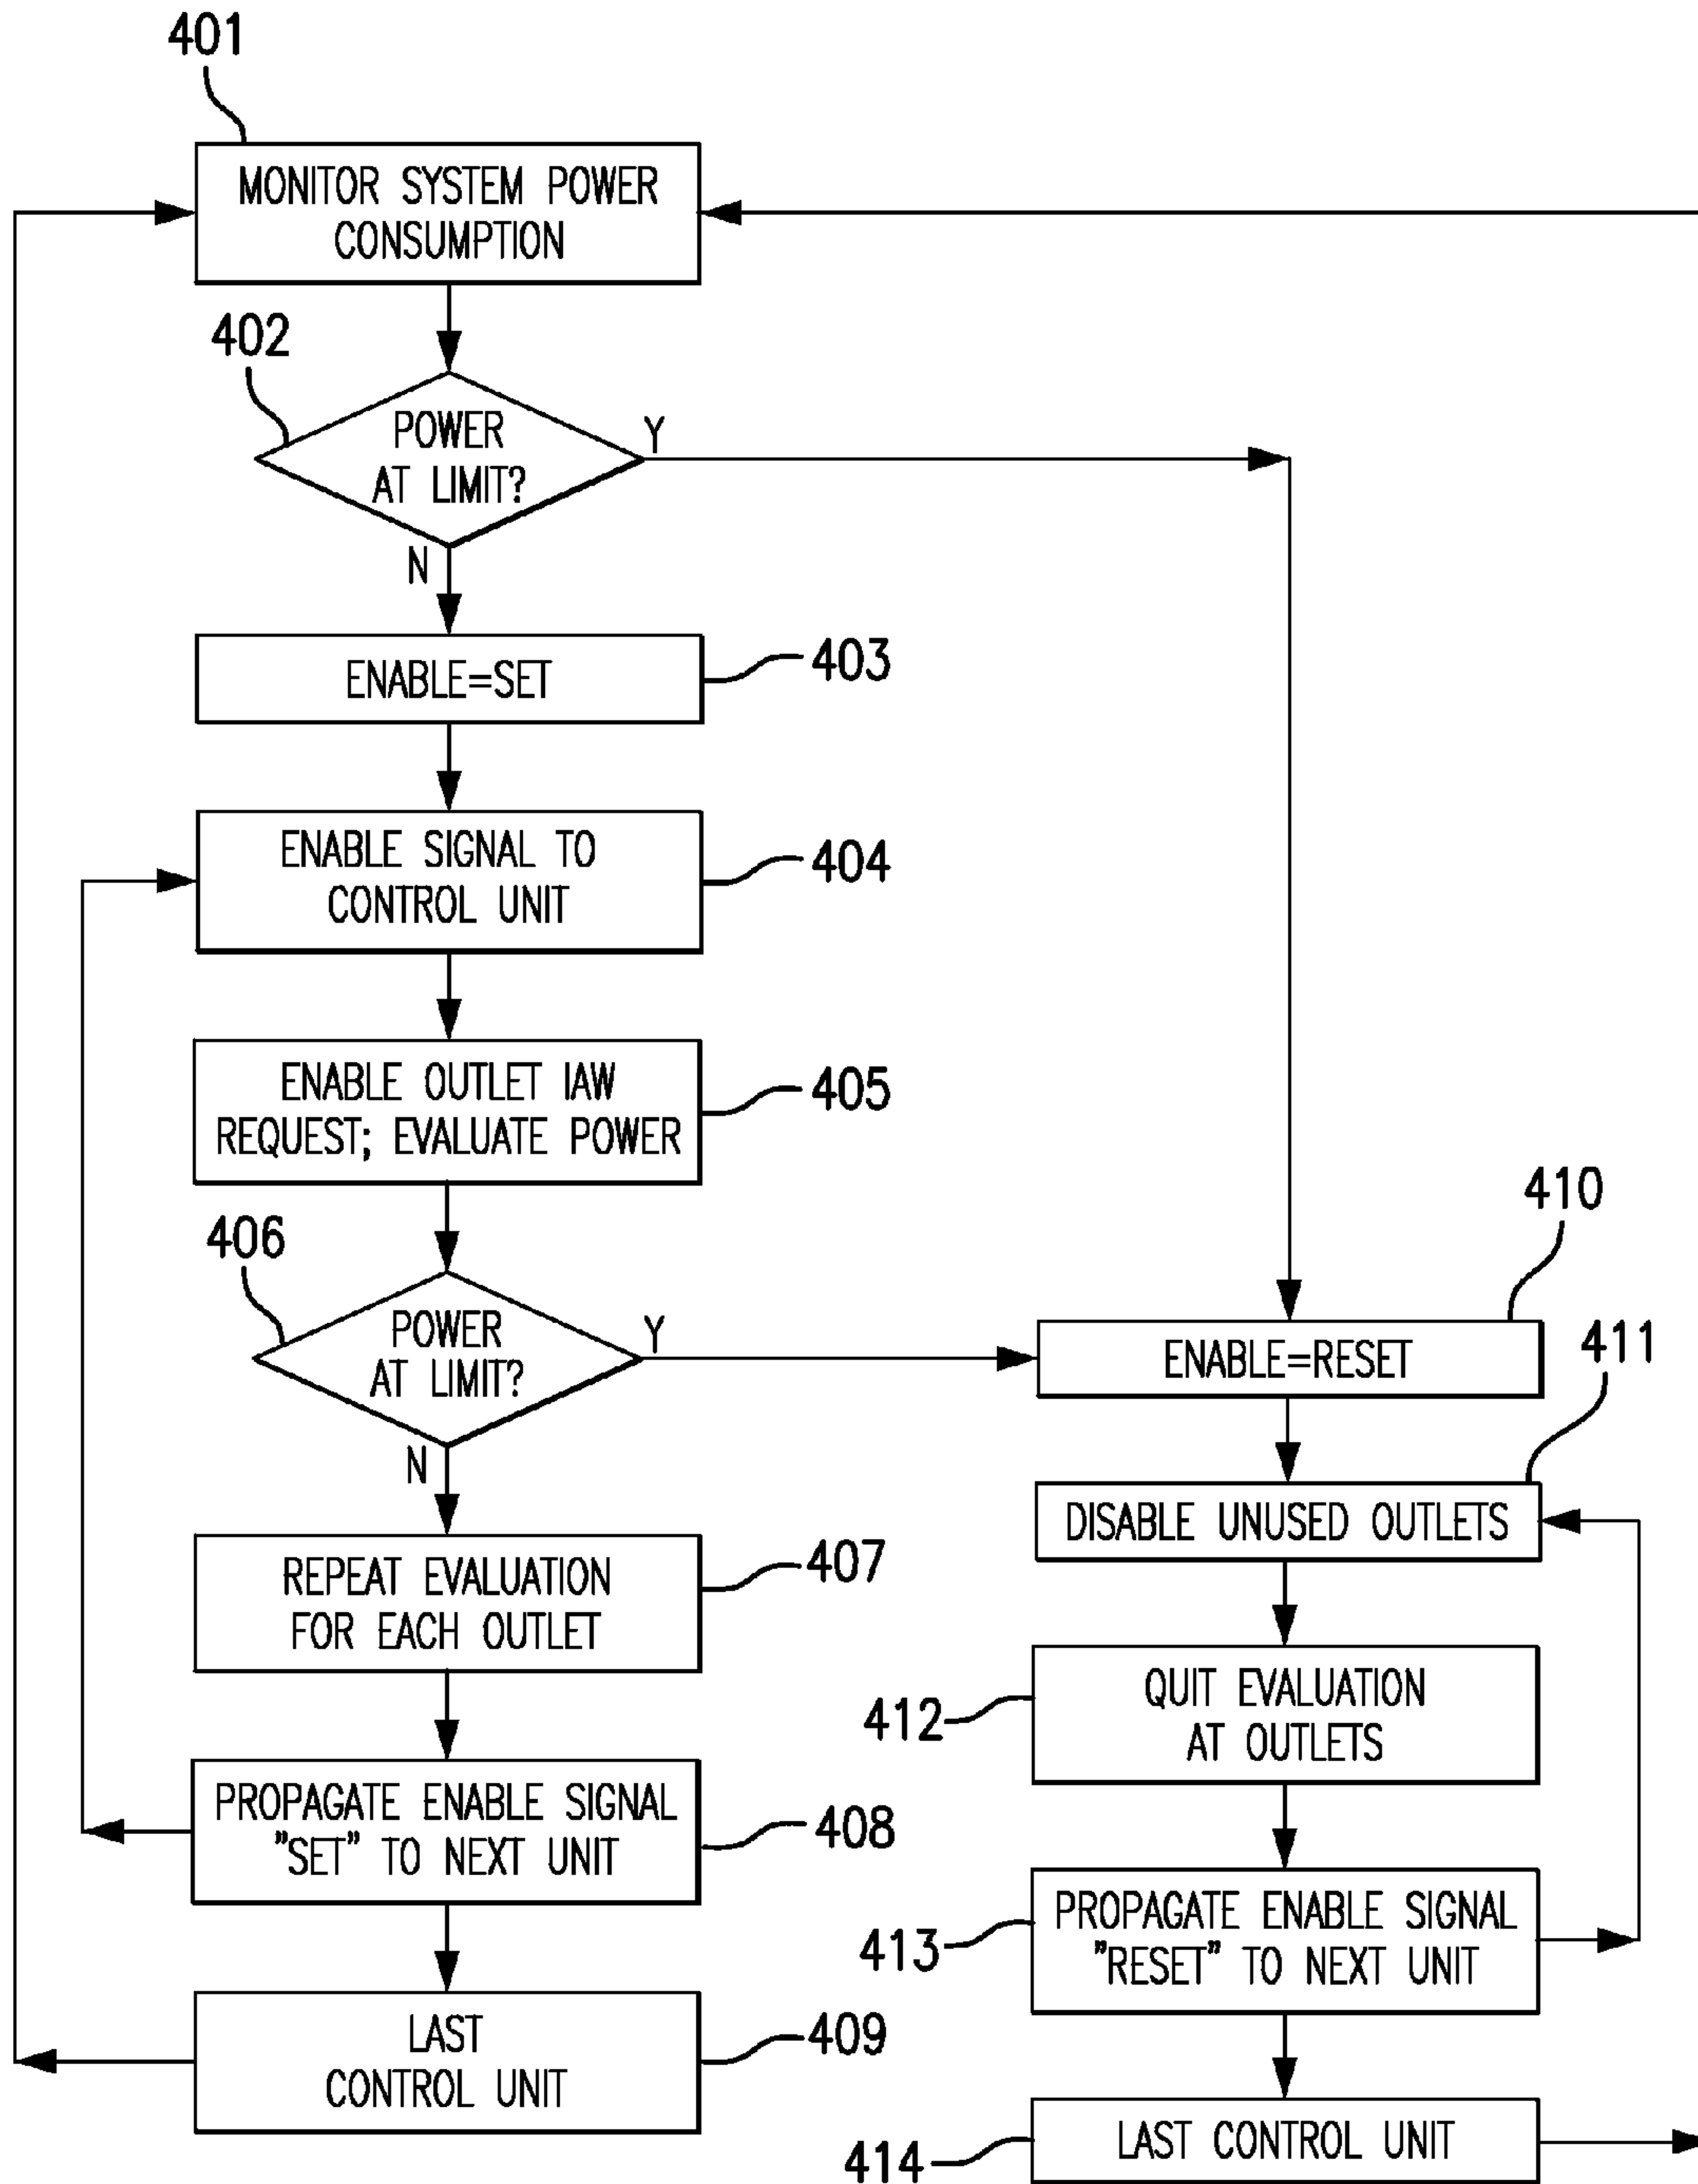 401
MONITOR SYSTEM POWER
CONSUMPTION
402
POWER
AT LIMIT?
Y
N
ENABLE=SET
403
ENABLE SIGNAL TO
CONTROL UNIT
404
ENABLE OUTLET IAW
REQUEST; EVALUATE POWER
405
406
POWER
AT LIMIT?
Y
N
REPEAT EVALUATION
FOR EACH OUTLET
407
PROPAGATE ENABLE SIGNAL
"SET" TO NEXT UNIT
408
LAST
CONTROL UNIT
409
410
ENABLE=RESET
411
DISABLE UNUSED OUTLETS
QUIT EVALUATION
AT OUTLETS
412
PROPAGATE ENABLE SIGNAL
"RESET" TO NEXT UNIT
413
LAST CONTROL UNIT
414